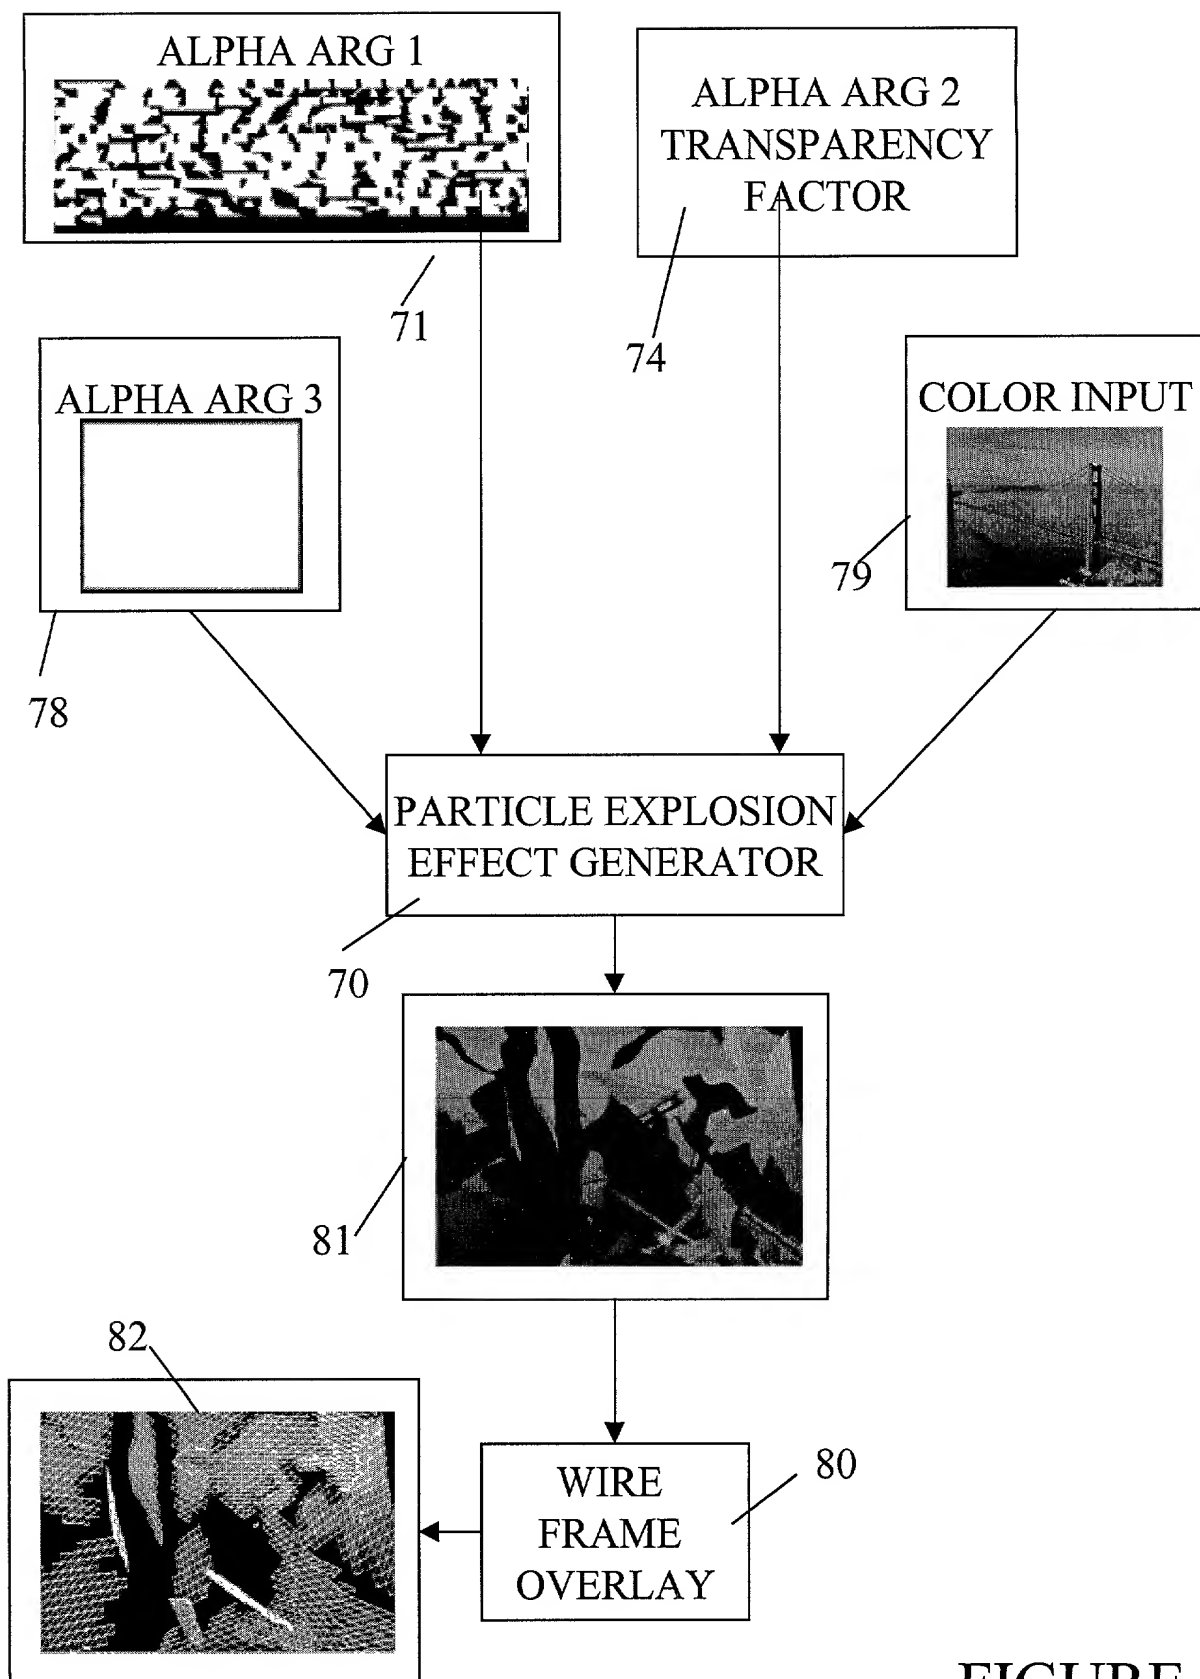 ALPHA ARG 1
ALPHA ARG 2
TRANSPARENCY
FACTOR
71
74
ALPHA ARG 3
COLOR INPUT
79
78
PARTICLE EXPLOSION
EFFECT GENERATOR
70
81
82
WIRE
FRAME
OVERLAY
80
FIGURE